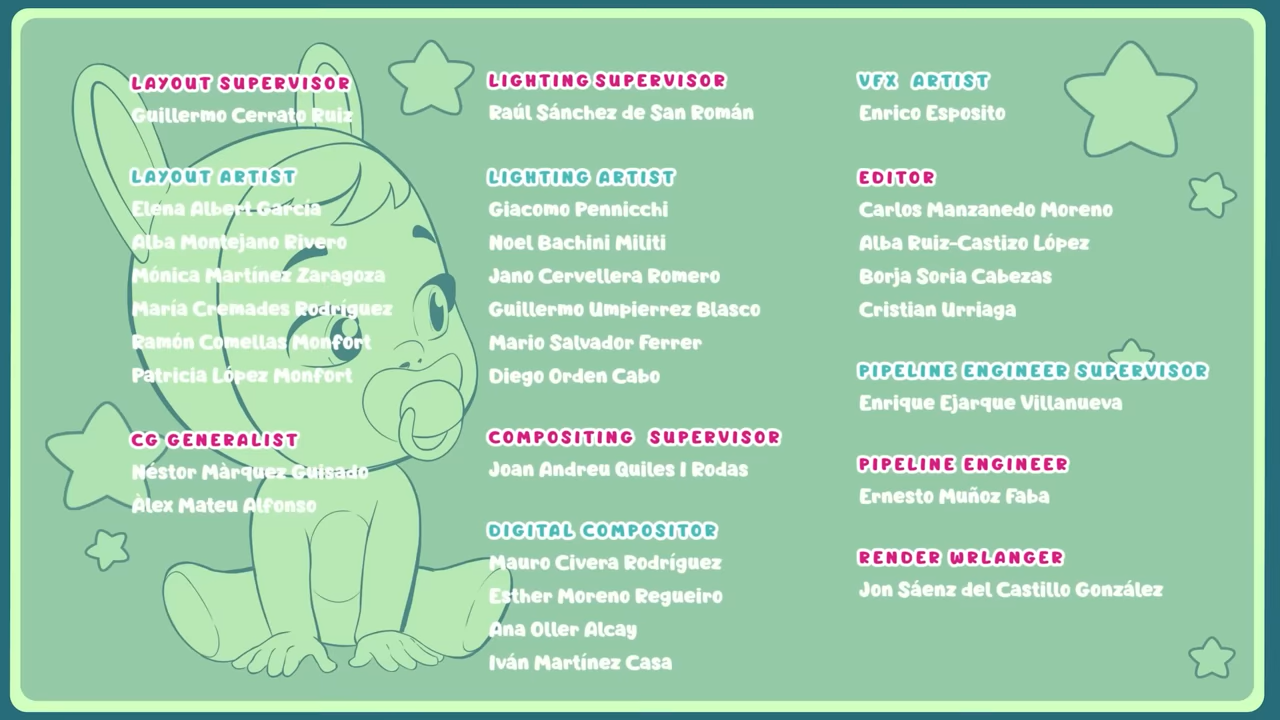 LAYOUT SUPERVISOR
Guillermo Cerrato Ruiz
LAYOUT ARTIST
Elena Albert García
Alba Montejano Rivero
Mónica Martínez Zaragoza
María Cremades Rodríguez
Ramón Comellas Monfort
Patricia López Monfort
CG GENERALIST
Néstor Màrquez Guisado
Àlex Mateu Alfonso
LIGHTING SUPERVISOR
Raúl Sánchez de San Román
LIGHTING ARTIST
Giacomo Pennicchi
Noel Bachini Militi
Jano Cervellera Romero
Guillermo Umpierrez Blasco
Mario Salvador Ferrer
Diego Orden Cabo
COMPOSITING SUPERVISOR
Joan Andreu Quiles I Rodas
DIGITAL COMPOSITOR
Mauro Civera Rodríguez
Esther Moreno Regueiro
Ana Oller Alcay
Iván Martínez Casa
VFX ARTIST
Enrico Esposito
EDITOR
Carlos Manzanedo Moreno
Alba Ruiz-Castizo López
Borja Soria Cabezas
Cristian Urriaga
PIPELINE ENGINEER SUPERVISOR
Enrique Ejarque Villanueva
PIPELINE ENGINEER
Ernesto Muñoz Faba
RENDER WRLANGER
Jon Sáenz del Castillo González